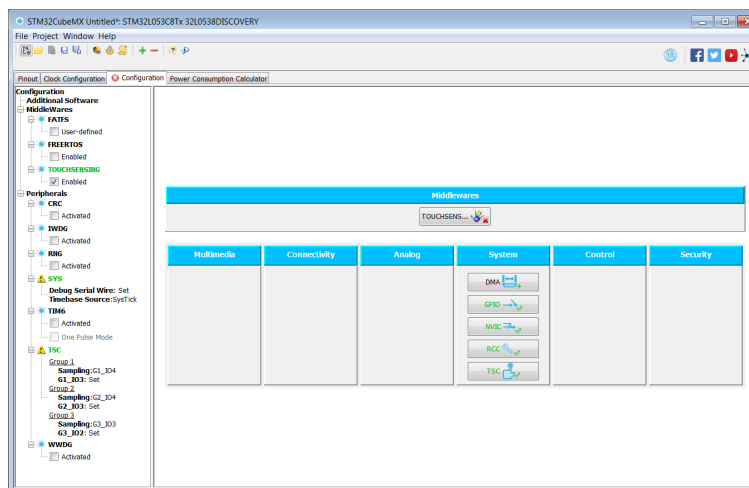 STM32CubeMX Untitled*: STM32L053C8Tx 32L0538DISCOVERY
File Project Window Help
Pinout Clock Configuration Configuration Power Consumption Calculator
Configuration
Additional Software
MiddleWares
FATFS
User-defined
FREERTOS
Enabled
TOUCHSENSING
Enabled
Peripherals
CRC
Activated
IWDG
Activated
RNG
Activated
SYS
Debug Serial Wire: Set
Timebase Source:SysTick
TIM6
Activated
One Pulse Mode
TSC
Group 1
Sampling:G1_IO4
G1_IO3: Set
Group 2
Sampling:G2_IO4
G2_IO3: Set
Group 3
Sampling:G3_IO3
G3_IO2: Set
WWDG
Activated
Middlewares
TOUCHSENS...
Multimedia Connectivity Analog System Control Security
DMA
GPIO
NVIC
RCC
TSC